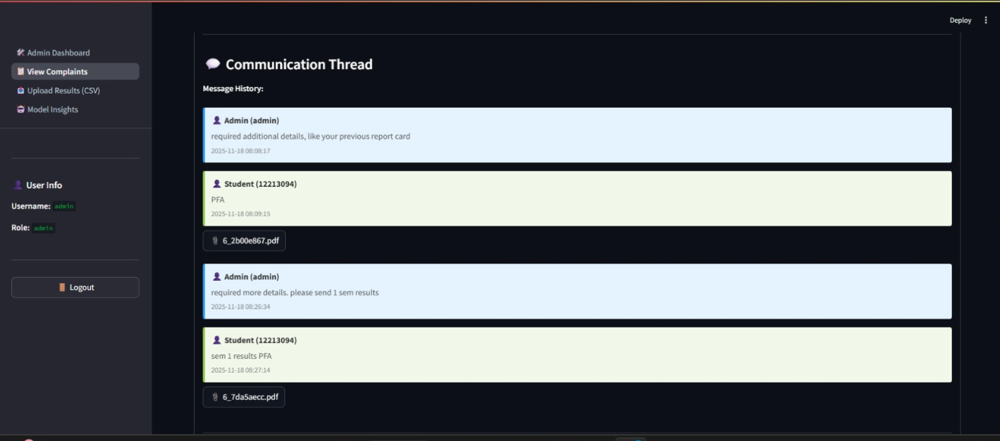 Deploy
Admin Dashboard
View Complaints
Upload Results (CSV)
Model Insights
User Info
Username: admin
Role: admin
Logout
Communication Thread
Message History:
Admin (admin)
required additional details, like your previous report card
2025-11-18 08:08:17
Student (12213094)
PFA
2025-11-18 08:09:15
6_2b00e867.pdf
Admin (admin)
required more details. please send 1 sem results
2025-11-18 08:26:34
Student (12213094)
sem 1 results PFA
2025-11-18 08:27:14
6_7da5aecc.pdf